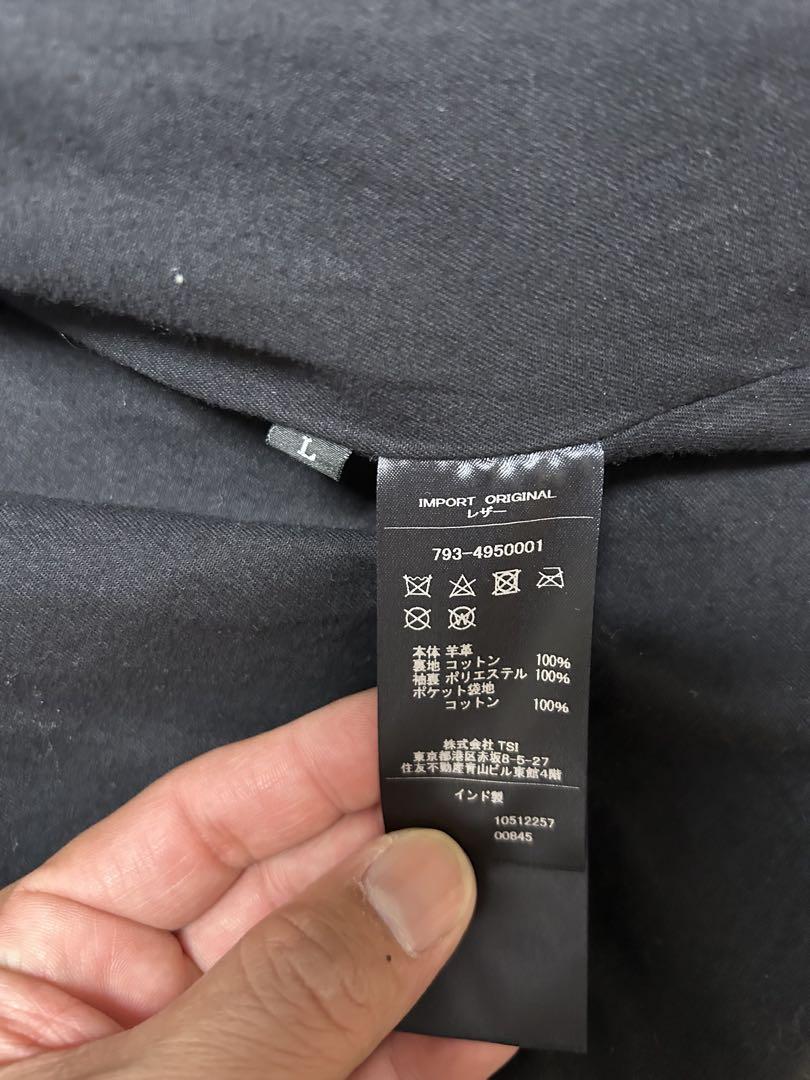 L
IMPORT ORIGINAL
レザー
793-4950001
本体 羊革
裏地 コットン 100%
袖裏 ポリエステル 100%
ポケット袋地
コットン 100%
株式会社 TSI
東京都港区赤坂8-5-27
住友不動産青山ビル東館4階
インド製
10512257
00845